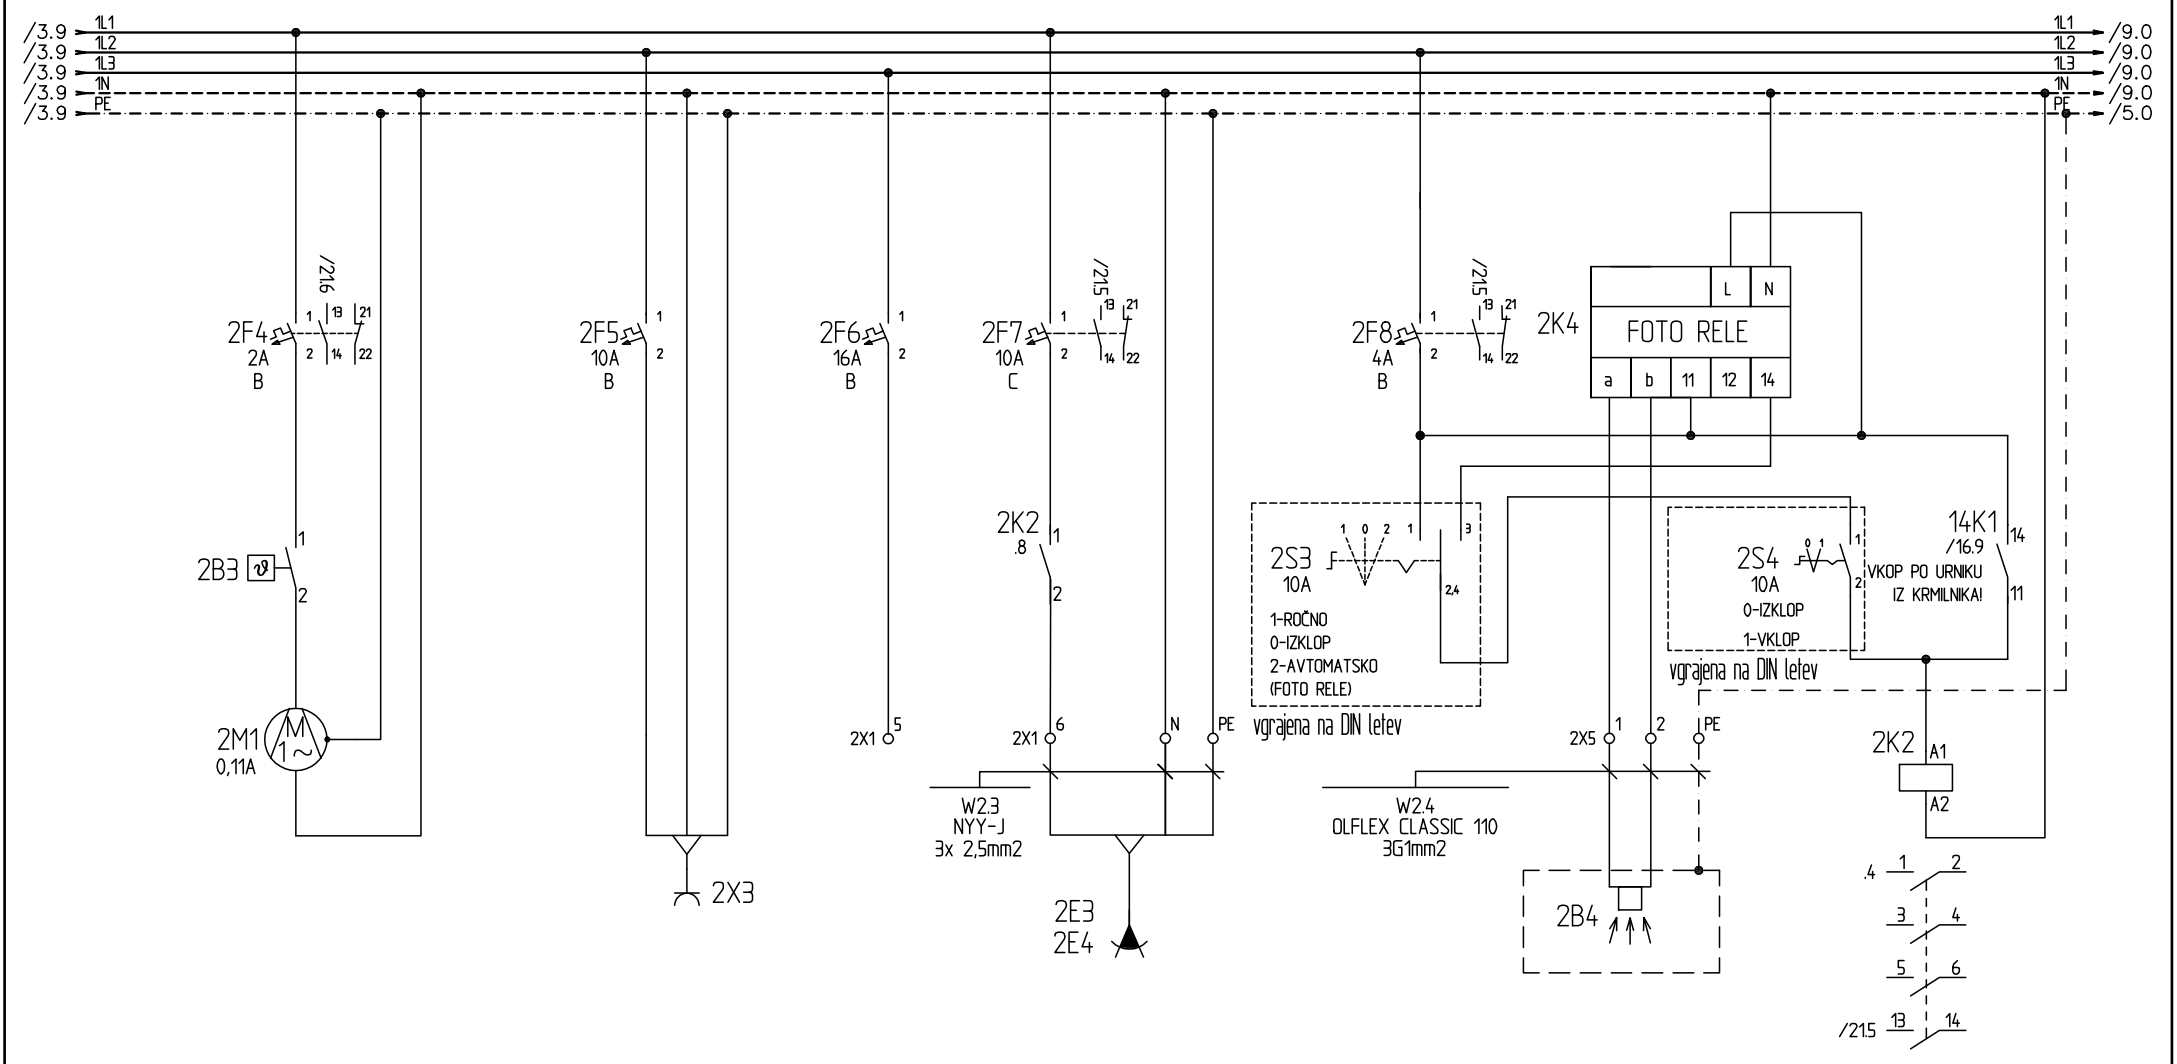 /3.9 1L1 1L1 /9.0
/3.9 1L2 1L2 /9.0
/3.9 1L3 1L3 /9.0
/3.9 1N 1N /9.0
/3.9 PE PE /5.0
/21.6
13 21
1
2F4
2A
B
2 14 22
2B3
ϑ
1
2
2M1
0,11A
M
1~
2F5
10A
B
1
2
2X3
2F6
16A
B
1
2
2X1
5
/21.5
13 21
1
2F7
10A
C
2 14 22
2K2
.8
1
2
2X1
6
N
PE
W2.3
NYY-J
3x 2,5mm2
2E3
2E4
/21.5
13 21
1
2F8
4A
B
2 14 22
2K4
L N
FOTO RELE
a b 11 12 14
1 0 2 1 3
2S3
10A
2,4
1-ROČNO
0-IZKLOP
2-AVTOMATSKO
(FOTO RELE)
vgrajena na DIN letev
0 1 1
2S4
10A
2
0-IZKLOP
1-VKLOP
vgrajena na DIN letev
14K1
/16.9
14
VKOP PO URNIKU
IZ KRMILNIKA!
11
2X5
1
2
PE
W2.4
OLFLEX CLASSIC 110
3G1mm2
2B4
2K2
A1
A2
.4 1 2
3 4
5 6
/21.5 13 14